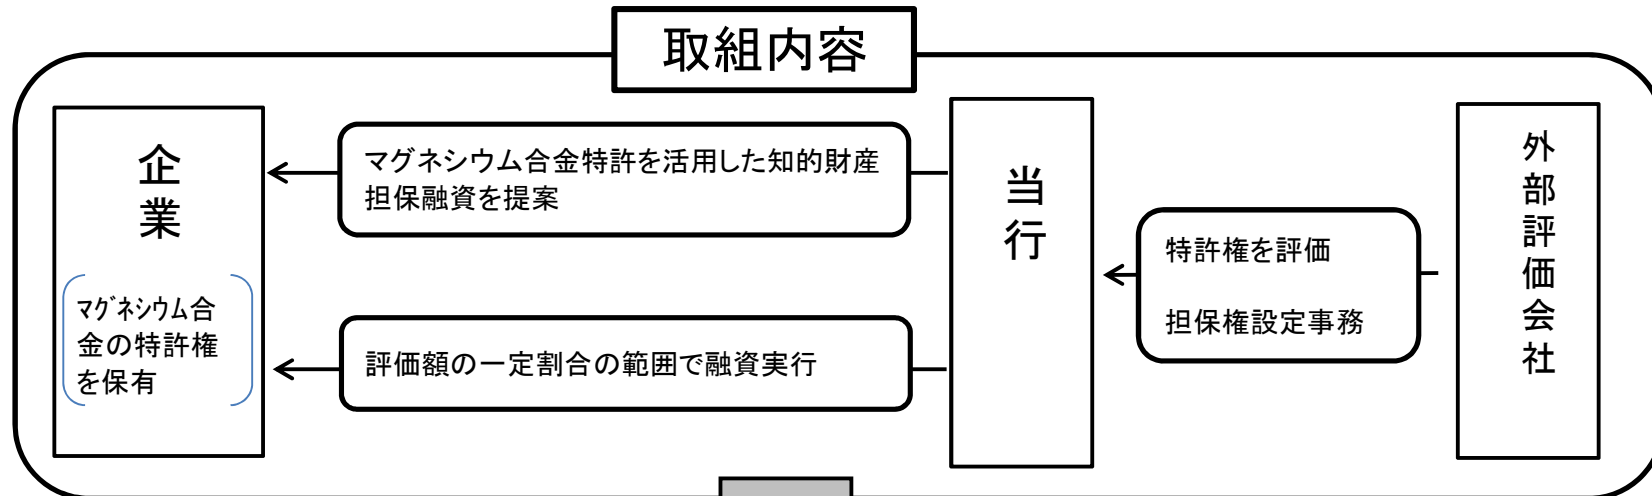 取組内容
企業
マグネシウム合
金の特許権
を保有
マグネシウム合金特許を活用した知的財産
担保融資を提案
評価額の一定割合の範囲で融資実行
当行
特許権を評価
担保権設定事務
外部評価会社